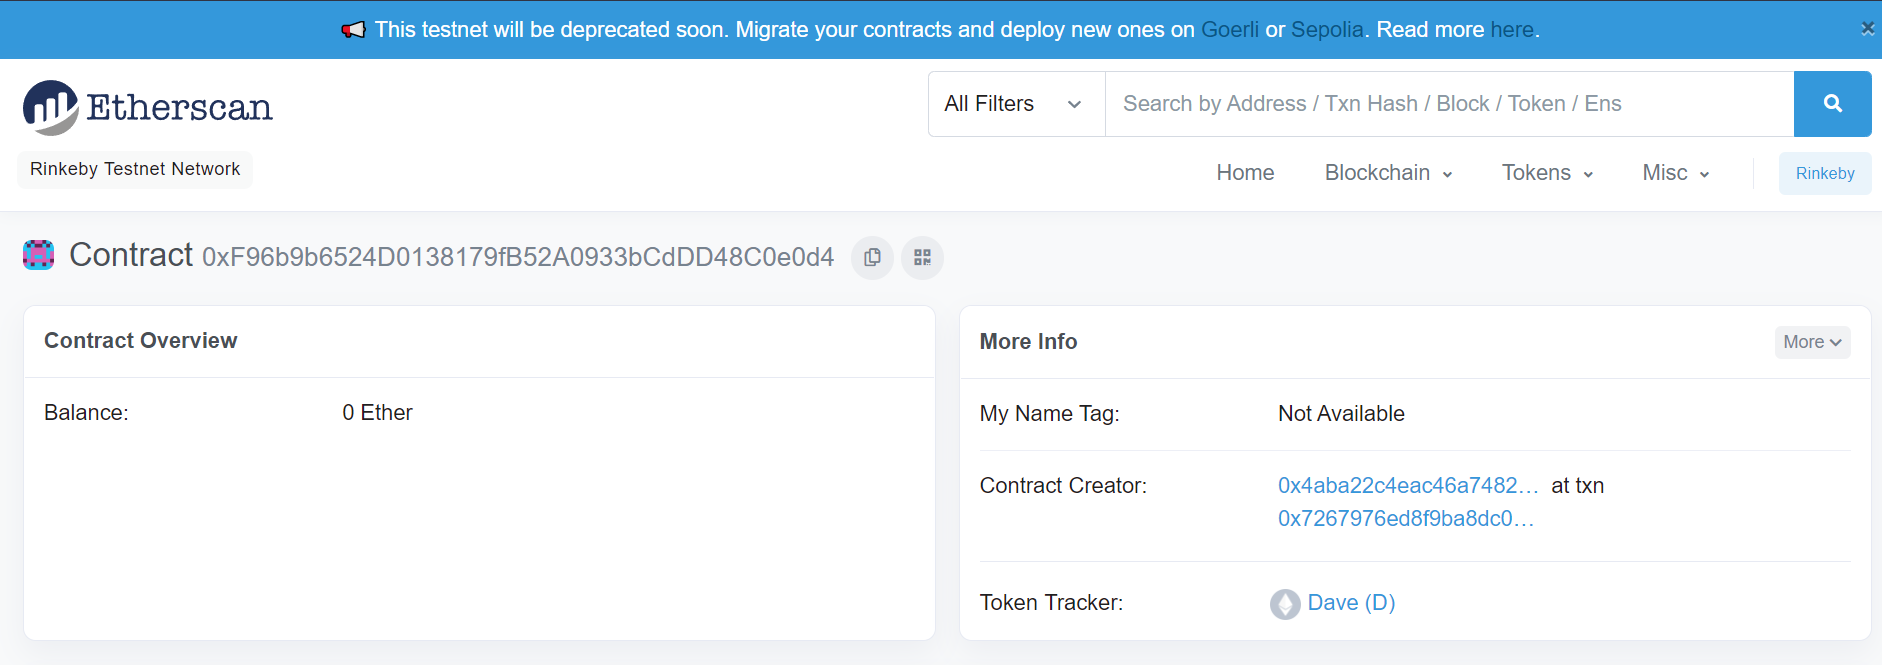 This testnet will be deprecated soon. Migrate your contracts and deploy new ones on Goerli or Sepolia. Read more here.
Etherscan
All Filters
Search by Address / Txn Hash / Block / Token / Ens
Rinkeby Testnet Network
Home Blockchain Tokens Misc Rinkeby
Contract 0xF96b9b6524D0138179fB52A0933bCdDD48C0e0d4
Contract Overview
Balance: 0 Ether
More Info More
My Name Tag: Not Available
Contract Creator: 0x4aba22c4eac46a7482... at txn
0x7267976ed8f9ba8dc0...
Token Tracker: Dave (D)